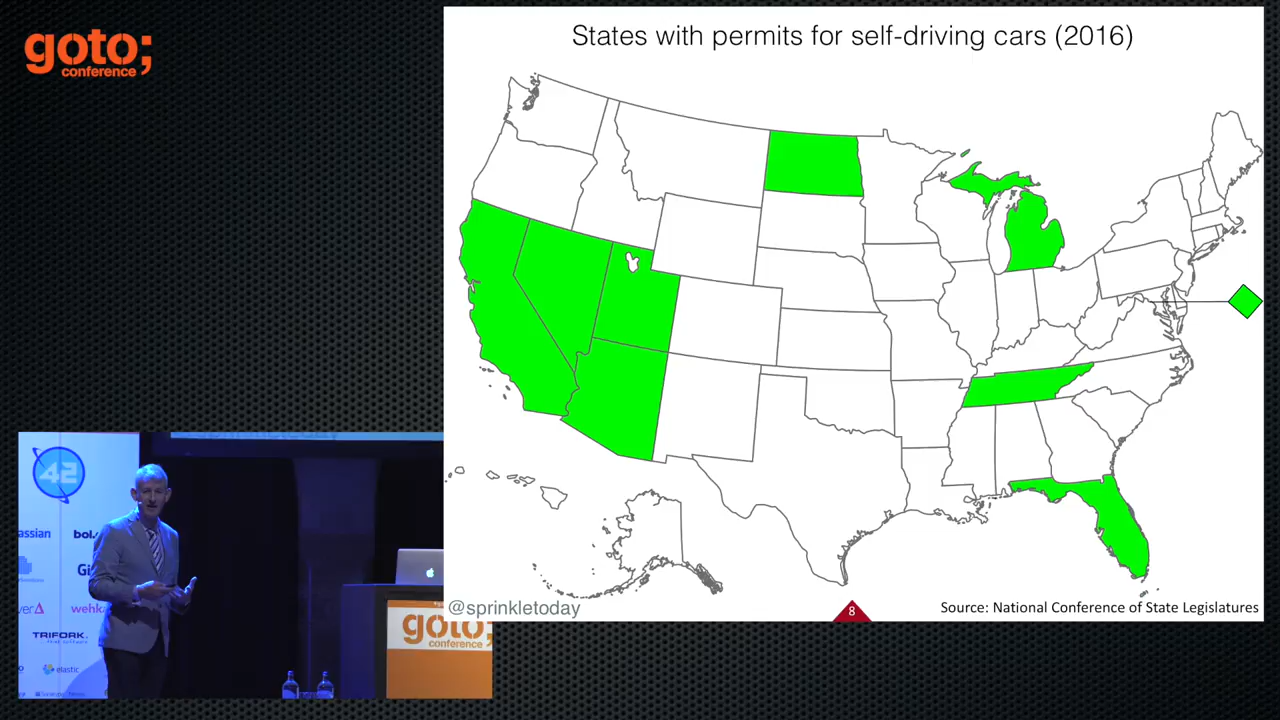 goto;
conference
States with permits for self-driving cars (2016)
@sprinkletoday
8
Source: National Conference of State Legislatures
42
assian
bol.
Gi
wehk
TRIFORK.
elastic
goto;
conference